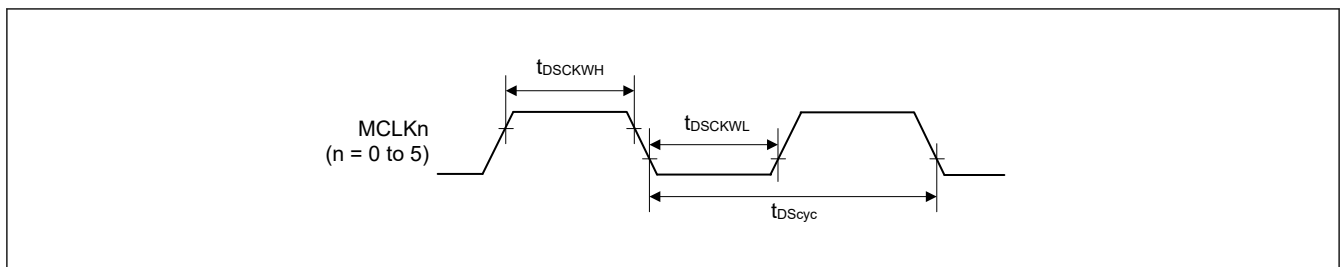 tDSCKWH
MCLKn
(n = 0 to 5)
tDSCKWL
tDScyc